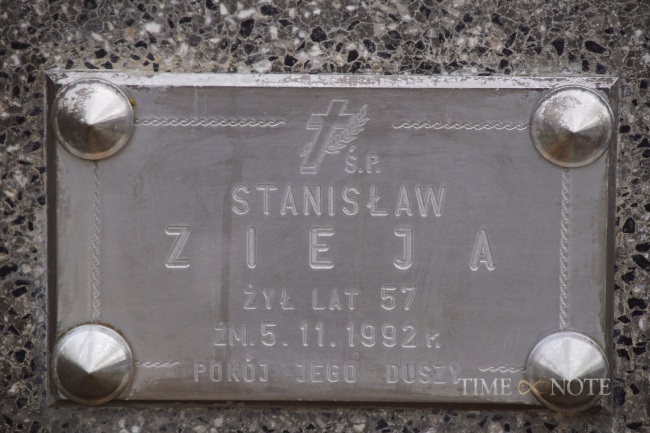 Ś.P.
STANISŁAW
ZIEJA
ŻYŁ LAT 57
ZM. 5.11.1992 R.
POKÓJ JEGO DUSZY
TIME & NOTE